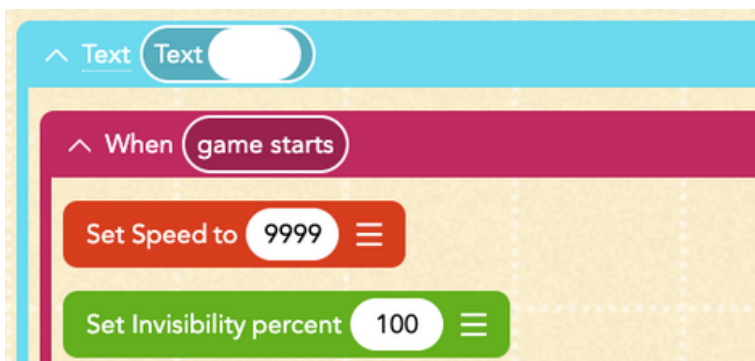 Text Text
When game starts
Set Speed to 9999
Set Invisibility percent 100